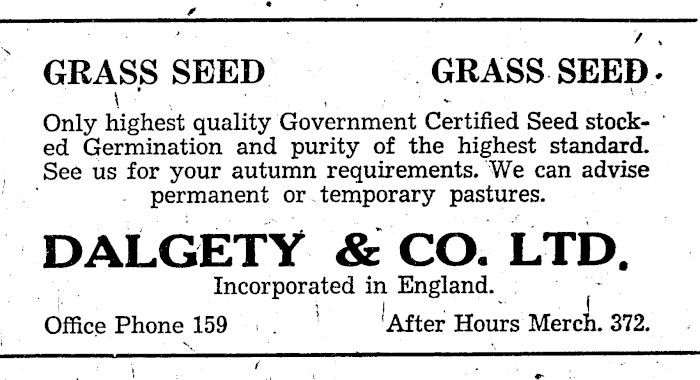 GRASS SEED GRASS SEED.
Only highest quality Government Certified Seed stock-
ed Germination and purity of the highest standard.
See us for your autumn requirements. We can advise
permanent or temporary pastures.
DALGETY & CO. LTD.
Incorporated in England.
Office Phone 159 After Hours Merch. 372.